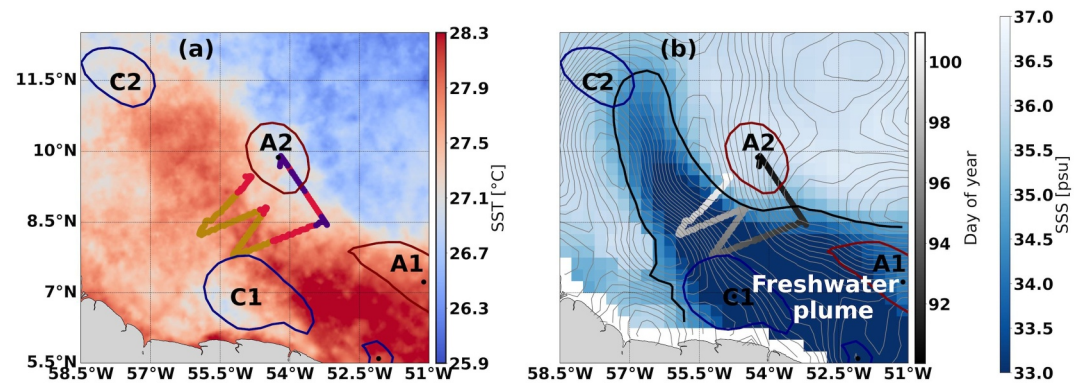 (a)
C2
A2
A1
C1
11.5°N
10°N
8.5°N
7°N
5.5°N
58.5°W 57°W 55.5°W 54°W 52.5°W 51°W
28.3
27.9
27.5
27.1
26.7
26.3
25.9
SST [°C]
(b)
C2
A2
A1
C1
Freshwater
plume
58.5°W 57°W 55.5°W 54°W 52.5°W 51°W
100
98
96
94
92
Day of year
37.0
36.5
36.0
35.5
35.0
34.5
34.0
33.5
33.0
SSS [psu]